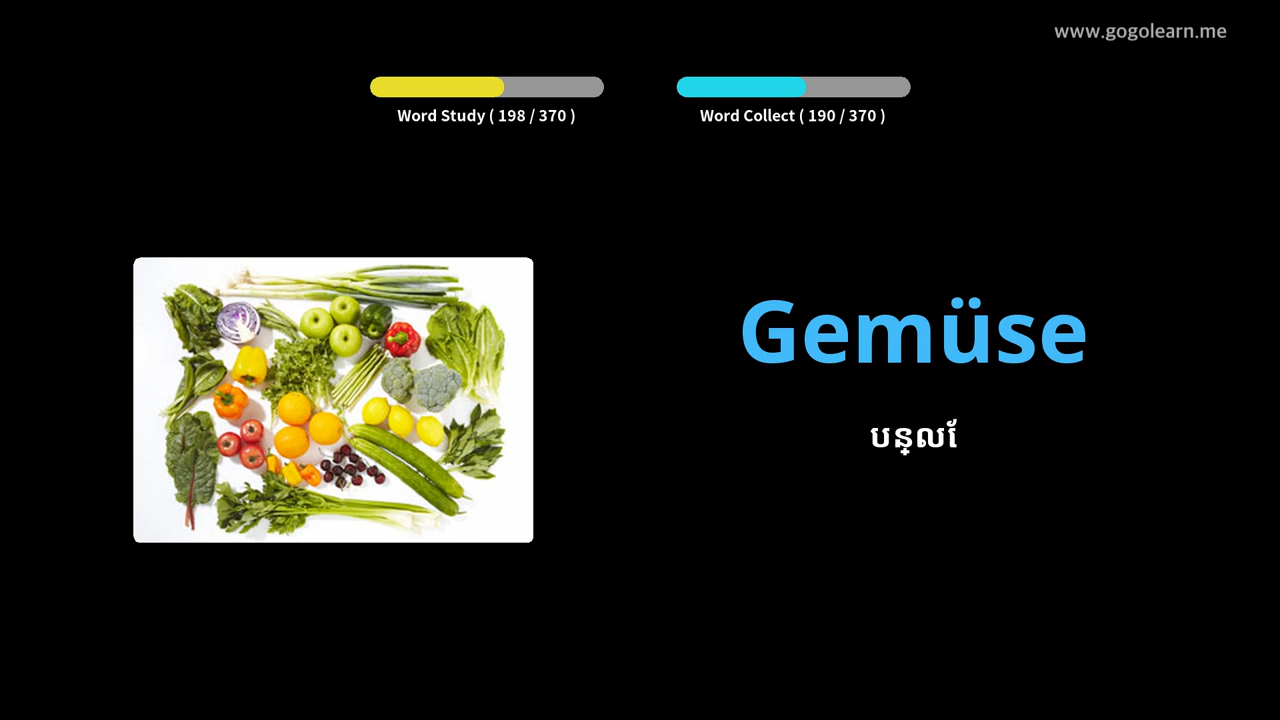 www.gogolearn.me
Word Study ( 198 / 370 )
Word Collect ( 190 / 370 )
Gemüse
បន្លែ